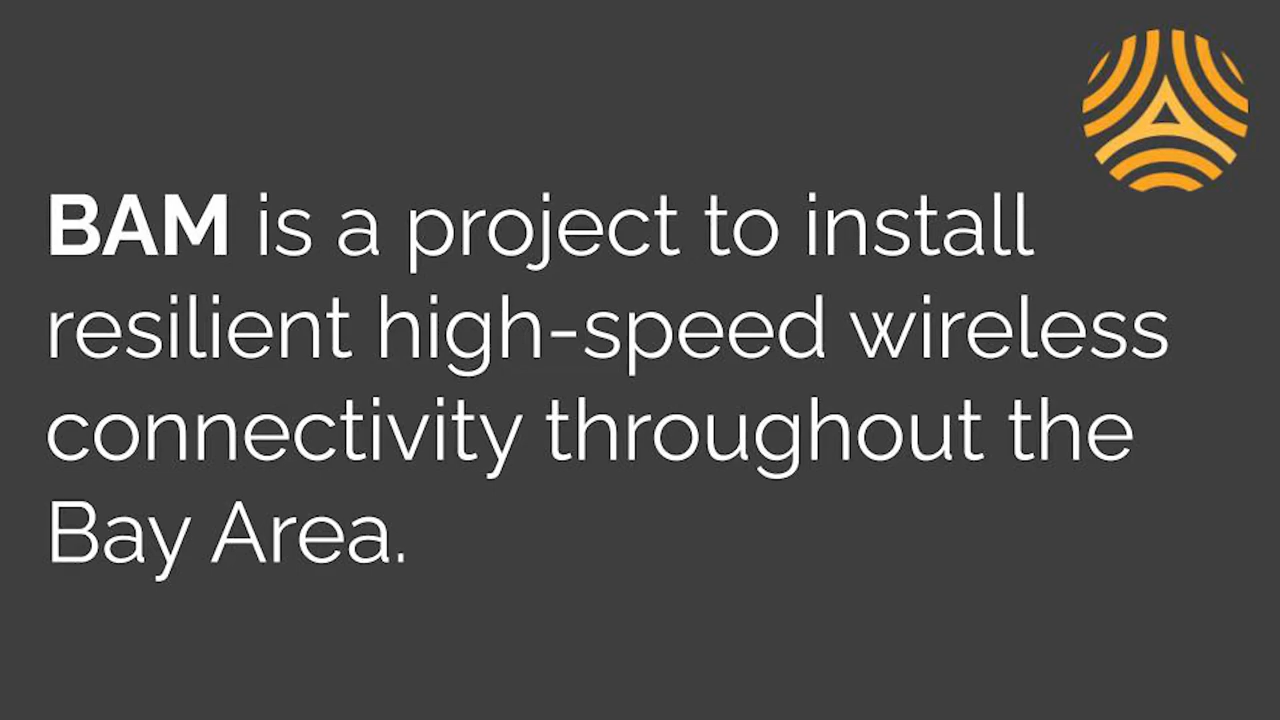 BAM is a project to install
resilient high-speed wireless
connectivity throughout the
Bay Area.